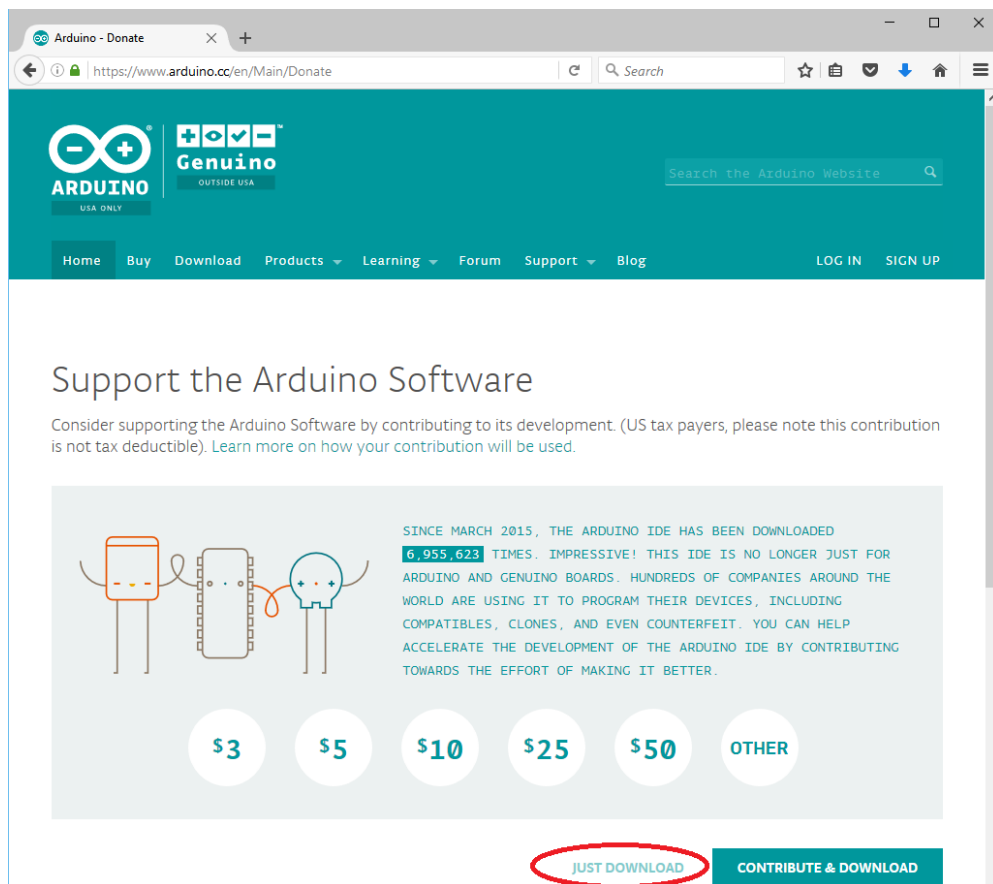 Arduino - Donate
https://www.arduino.cc/en/Main/Donate
Search
ARDUINO
USA ONLY
Genuino
OUTSIDE USA
Search the Arduino Website
Home Buy Download Products Learning Forum Support Blog LOG IN SIGN UP
Support the Arduino Software
Consider supporting the Arduino Software by contributing to its development. (US tax payers, please note this contribution
is not tax deductible). Learn more on how your contribution will be used.
SINCE MARCH 2015, THE ARDUINO IDE HAS BEEN DOWNLOADED
6,955,623 TIMES. IMPRESSIVE! THIS IDE IS NO LONGER JUST FOR
ARDUINO AND GENUINO BOARDS. HUNDREDS OF COMPANIES AROUND THE
WORLD ARE USING IT TO PROGRAM THEIR DEVICES, INCLUDING
COMPATIBLES, CLONES, AND EVEN COUNTERFEIT. YOU CAN HELP
ACCELERATE THE DEVELOPMENT OF THE ARDUINO IDE BY CONTRIBUTING
TOWARDS THE EFFORT OF MAKING IT BETTER.
$3 $5 $10 $25 $50 OTHER
JUST DOWNLOAD CONTRIBUTE & DOWNLOAD